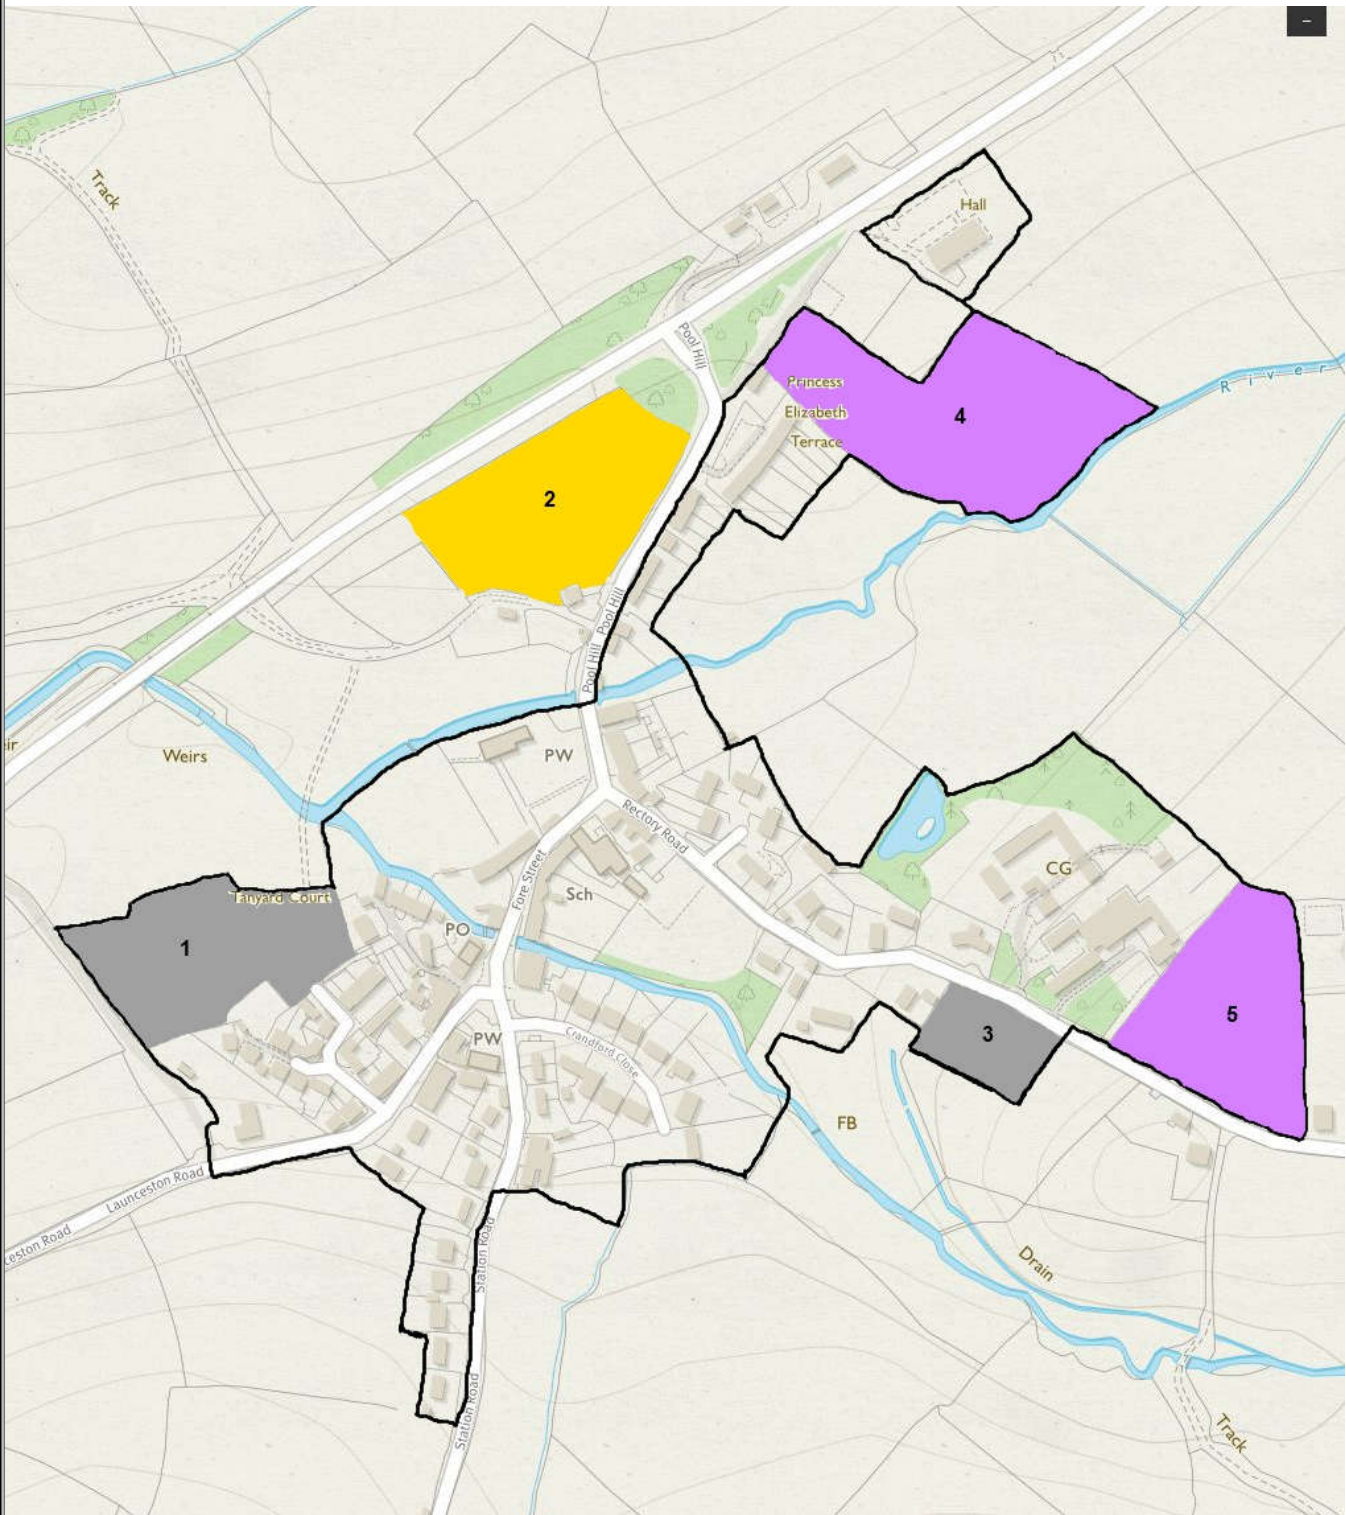 –
Track
Hall
Pool Hill
River
Princess
Elizabeth
Terrace
4
2
Pool Hill
Pool Hill
eir
Weirs
PW
Rectory Road
Fore Street
Sch
CG
Tanyard Court
PO
1
5
3
PW
Crandford Close
FB
Launceston Road
ceston Road
Station Road
Drain
Station Road
Track